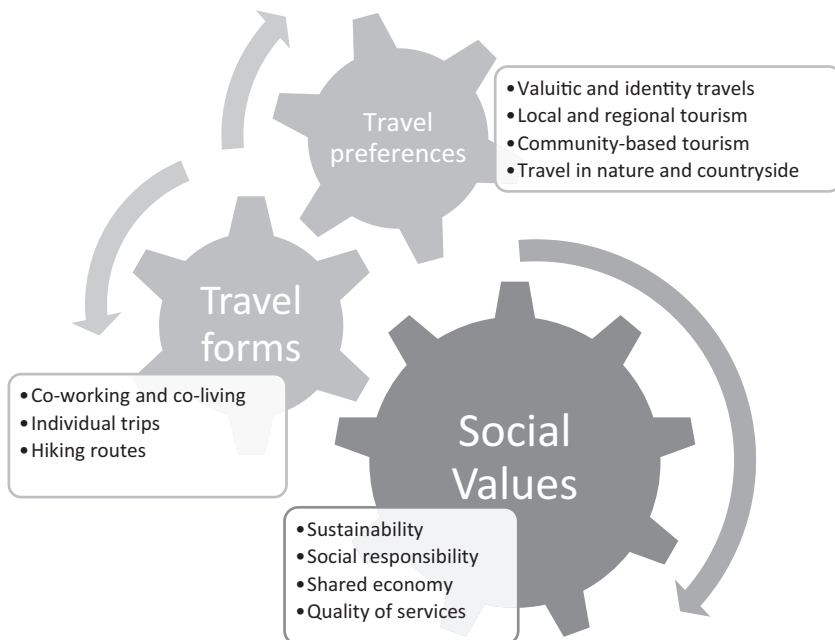 Travel
preferences
•Valuitic and identity travels
•Local and regional tourism
•Community-based tourism
•Travel in nature and countryside
Travel
forms
•Co-working and co-living
•Individual trips
•Hiking routes
Social
Values
•Sustainability
•Social responsibility
•Shared economy
•Quality of services